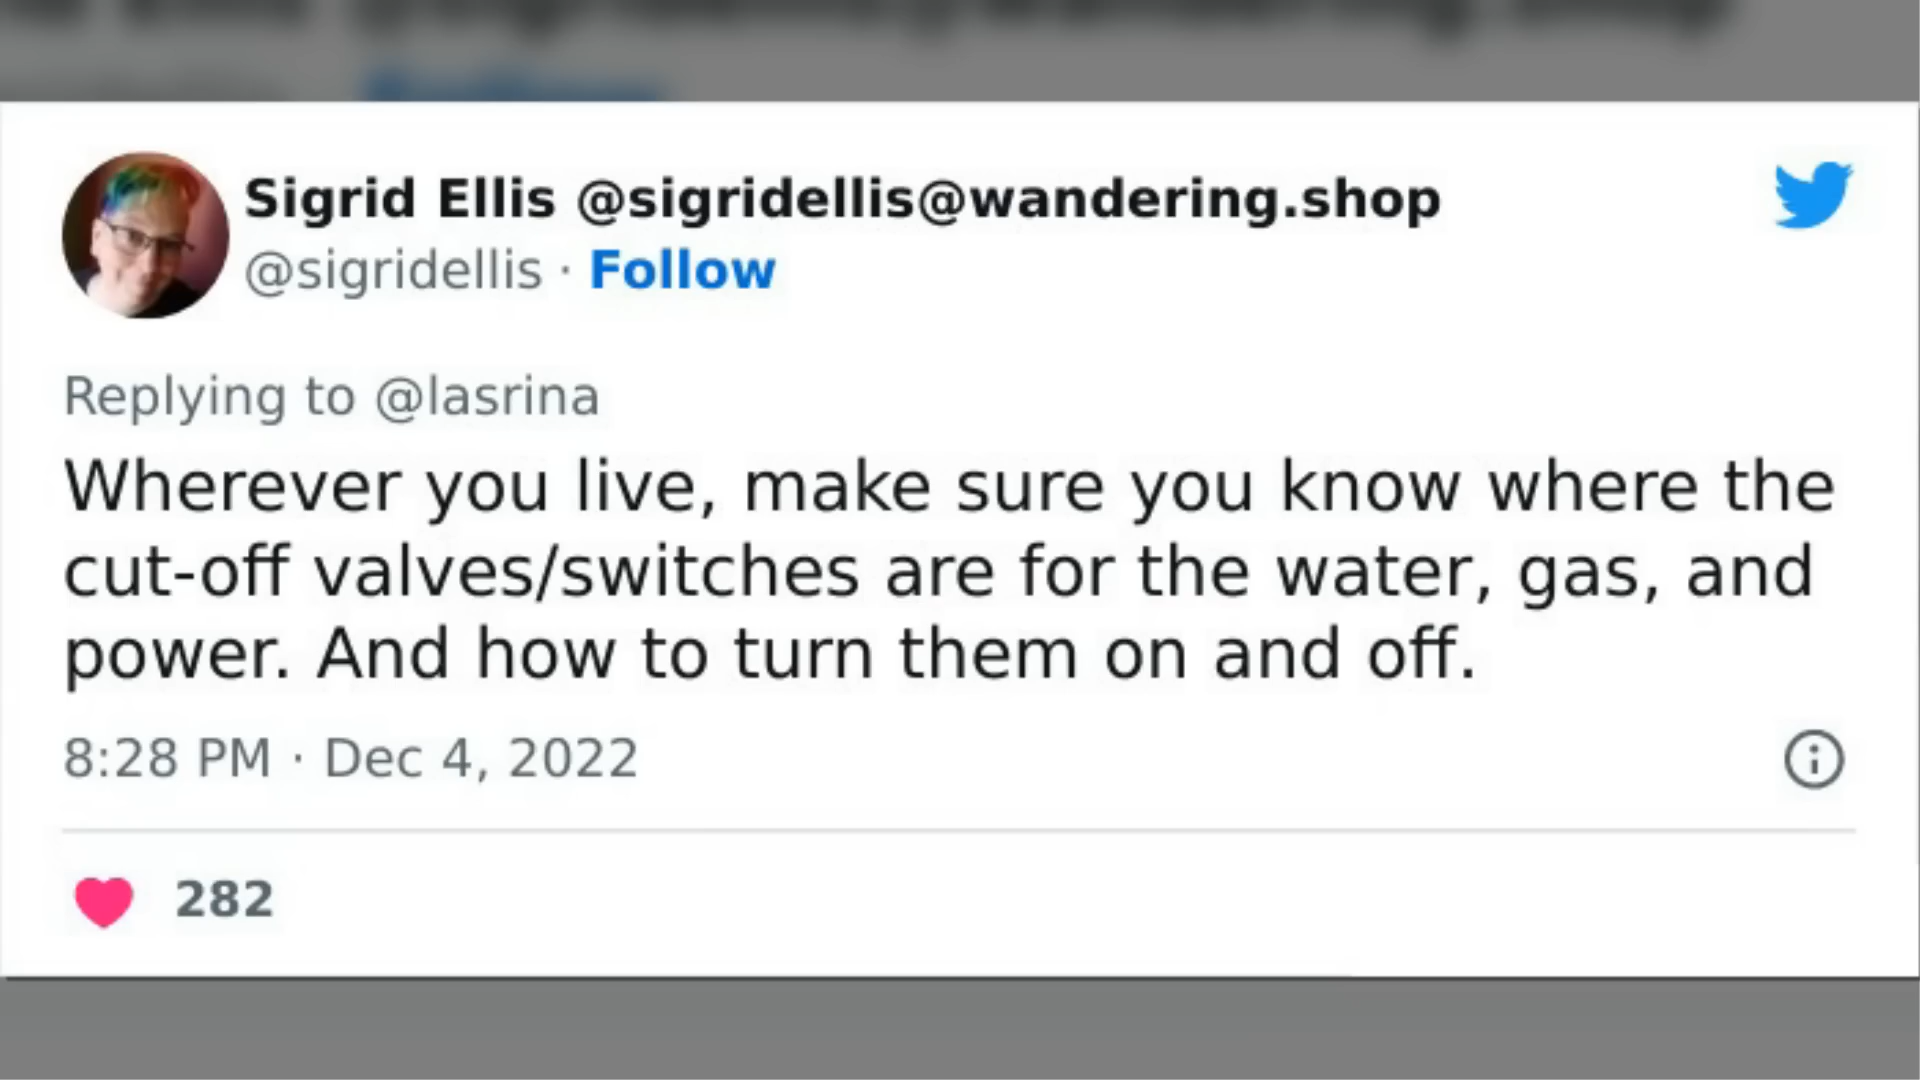 Sigrid Ellis @sigridellis@wandering.shop
@sigridellis · Follow
Replying to @lasrina
Wherever you live, make sure you know where the
cut-off valves/switches are for the water, gas, and
power. And how to turn them on and off.
8:28 PM · Dec 4, 2022
282